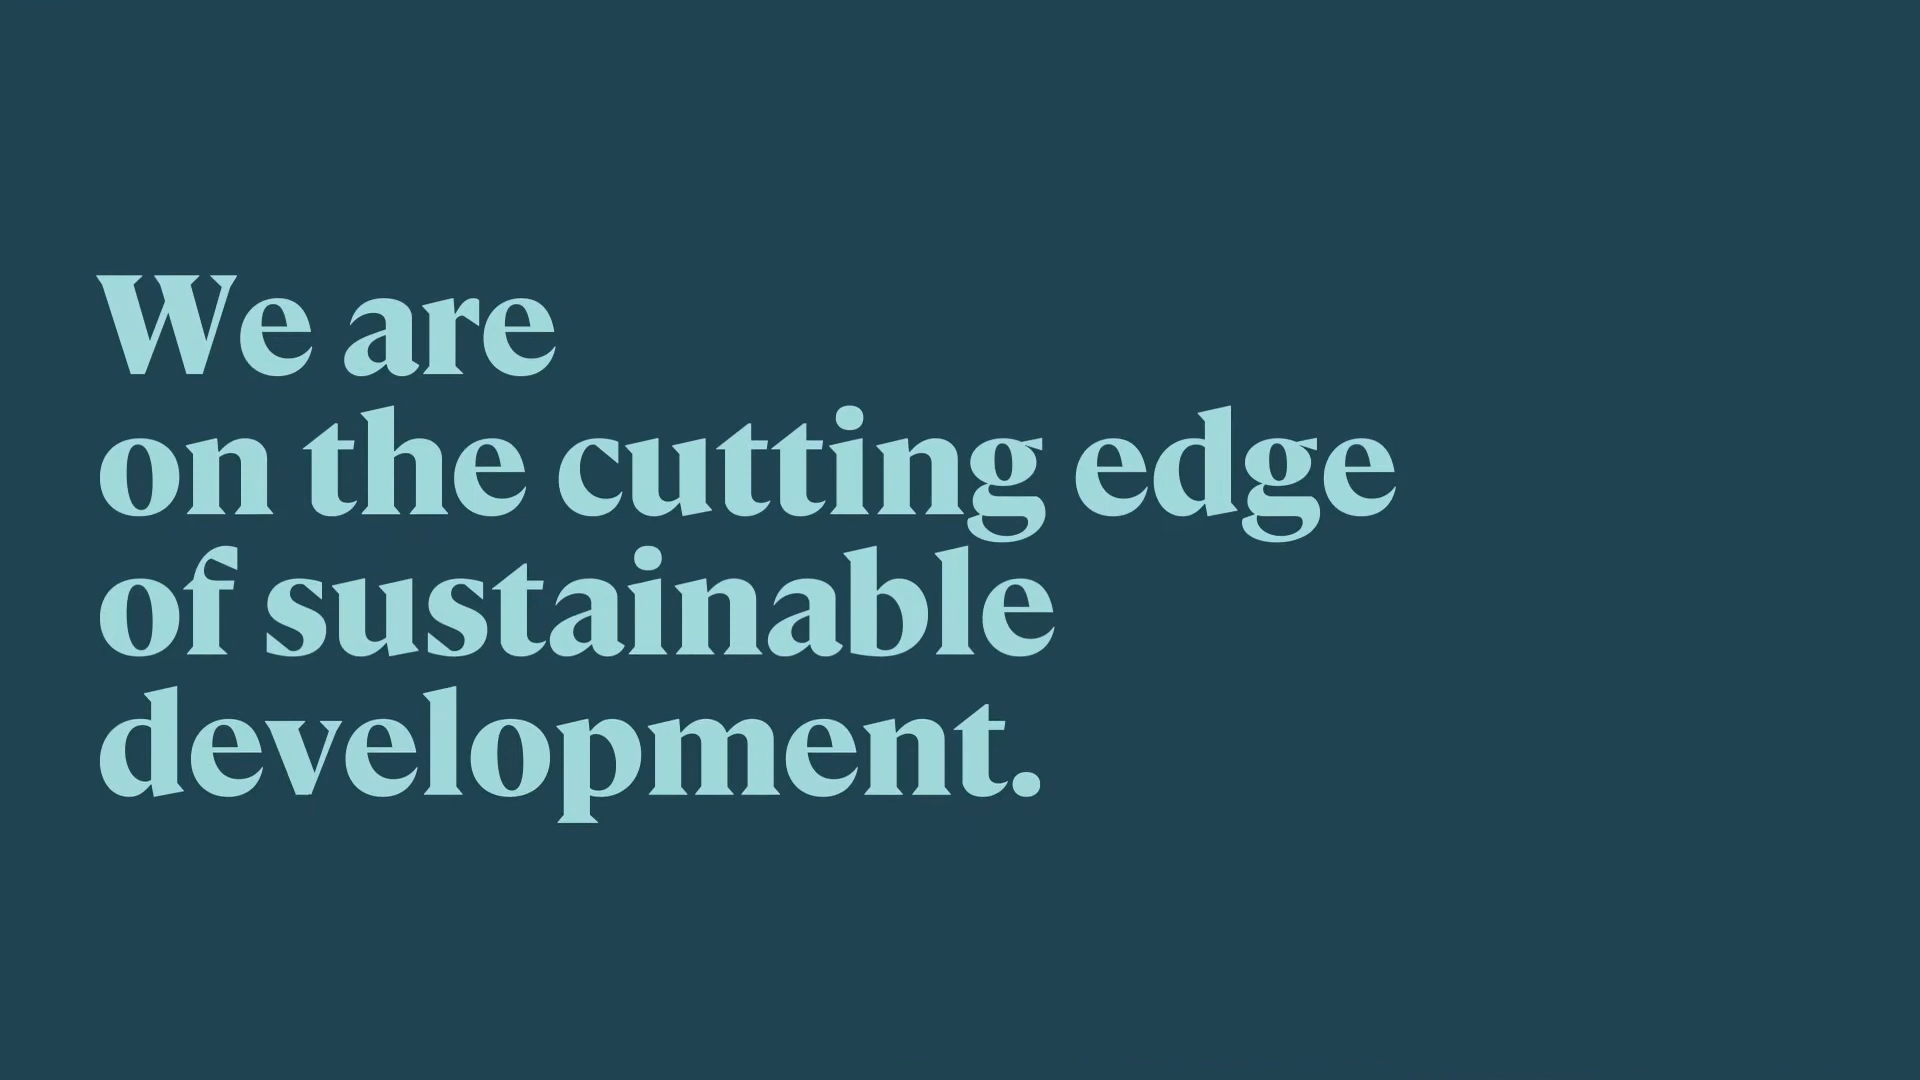 We are
on the cutting edge
of sustainable
development.